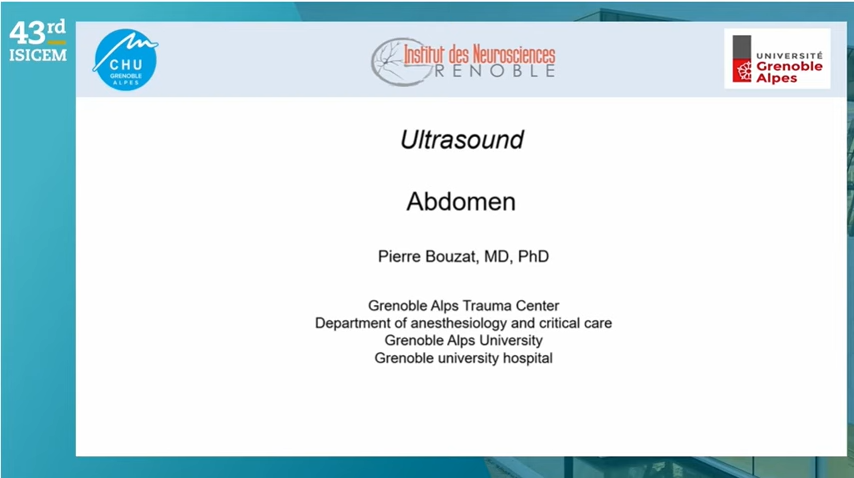 43rd
ISICEM
CHU
GRENOBLE
ALPES
Institut des Neurosciences
RENOBLE
UNIVERSITÉ
Grenoble
Alpes
Ultrasound
Abdomen
Pierre Bouzat, MD, PhD
Grenoble Alps Trauma Center
Department of anesthesiology and critical care
Grenoble Alps University
Grenoble university hospital